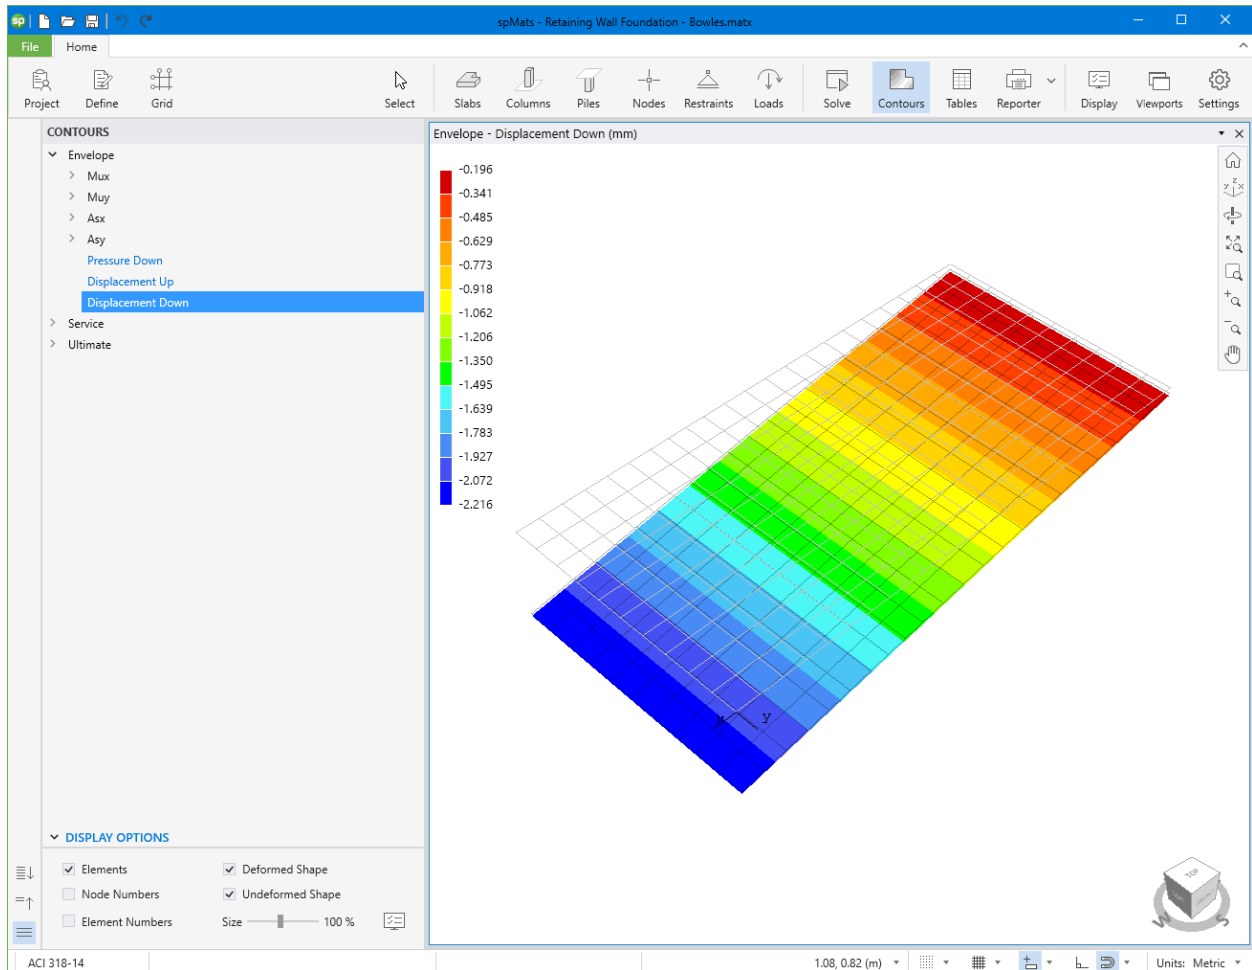 sp
spMats - Retaining Wall Foundation - Bowles.matx
File Home
Project Define Grid Select Slabs Columns Piles Nodes Restraints Loads Solve Contours Tables Reporter Display Viewports Settings
CONTOURS
Envelope
Mux
Muy
Asx
Asy
Pressure Down
Displacement Up
Displacement Down
Service
Ultimate
DISPLAY OPTIONS
Elements Deformed Shape
Node Numbers Undeformed Shape
Element Numbers Size 100 %
Envelope - Displacement Down (mm)
-0.196
-0.341
-0.485
-0.629
-0.773
-0.918
-1.062
-1.206
-1.350
-1.495
-1.639
-1.783
-1.927
-2.072
-2.216
x y
y z x
TOP
W S
ACI 318-14 1.08, 0.82 (m) Units: Metric